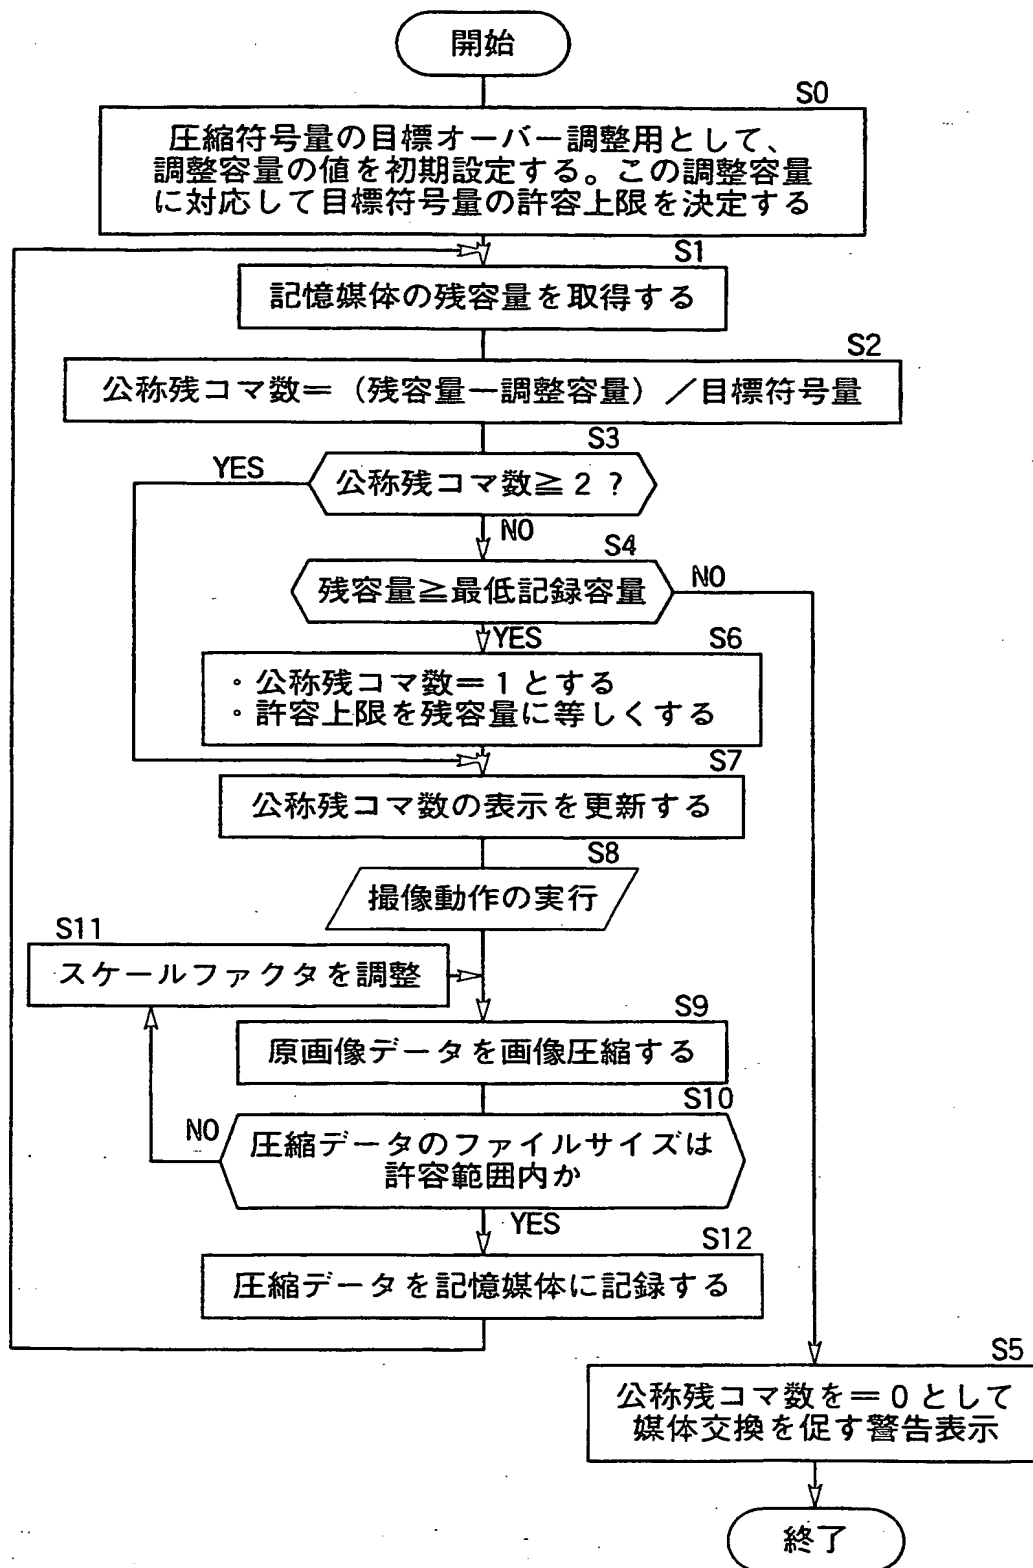 開始
S0
圧縮符号量の目標オーバー調整用として、
調整容量の値を初期設定する。この調整容量
に対応して目標符号量の許容上限を決定する
S1
記憶媒体の残容量を取得する
S2
公称残コマ数＝（残容量－調整容量）／目標符号量
S3
YES
公称残コマ数≧２？
NO
S4
残容量≧最低記録容量
NO
YES
S6
・公称残コマ数＝１とする
・許容上限を残容量に等しくする
S7
公称残コマ数の表示を更新する
S8
撮像動作の実行
S11
スケールファクタを調整
S9
原画像データを画像圧縮する
S10
NO
圧縮データのファイルサイズは
許容範囲内か
YES
S12
圧縮データを記憶媒体に記録する
S5
公称残コマ数を＝０として
媒体交換を促す警告表示
終了